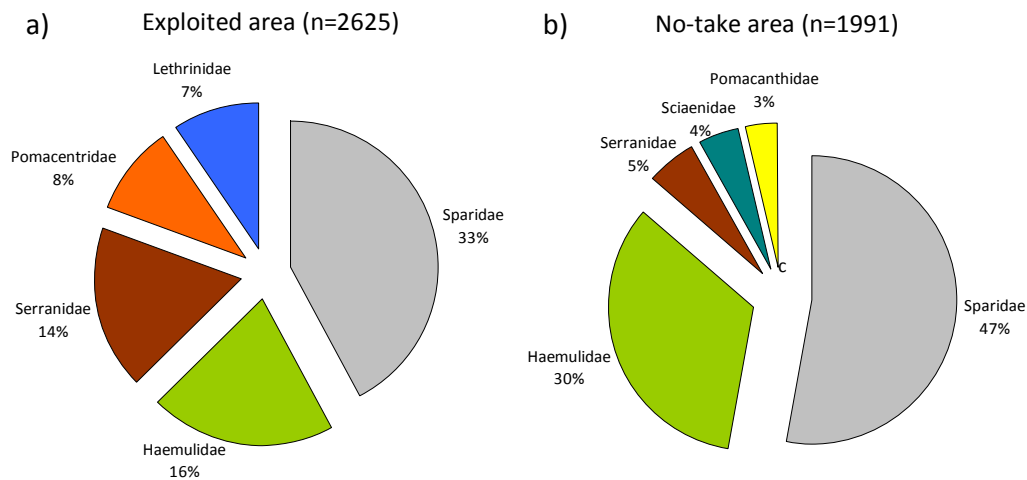 a) Exploited area (n=2625)
Lethrinidae
7%
Pomacentridae
8%
Serranidae
14%
Haemulidae
16%
Sparidae
33%
b) No-take area (n=1991)
Pomacanthidae
3%
Sciaenidae
4%
Serranidae
5%
C
Haemulidae
30%
Sparidae
47%